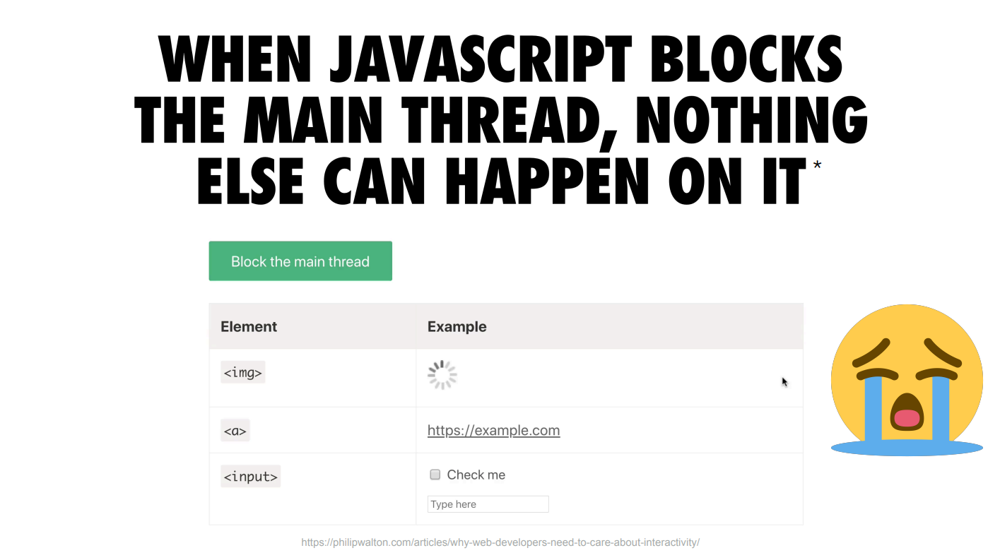 WHEN JAVASCRIPT BLOCKS
THE MAIN THREAD, NOTHING
ELSE CAN HAPPEN ON IT*
Block the main thread
Element Example
<img>
<a> https://example.com
<input> Check me
Type here
https://philipwalton.com/articles/why-web-developers-need-to-care-about-interactivity/